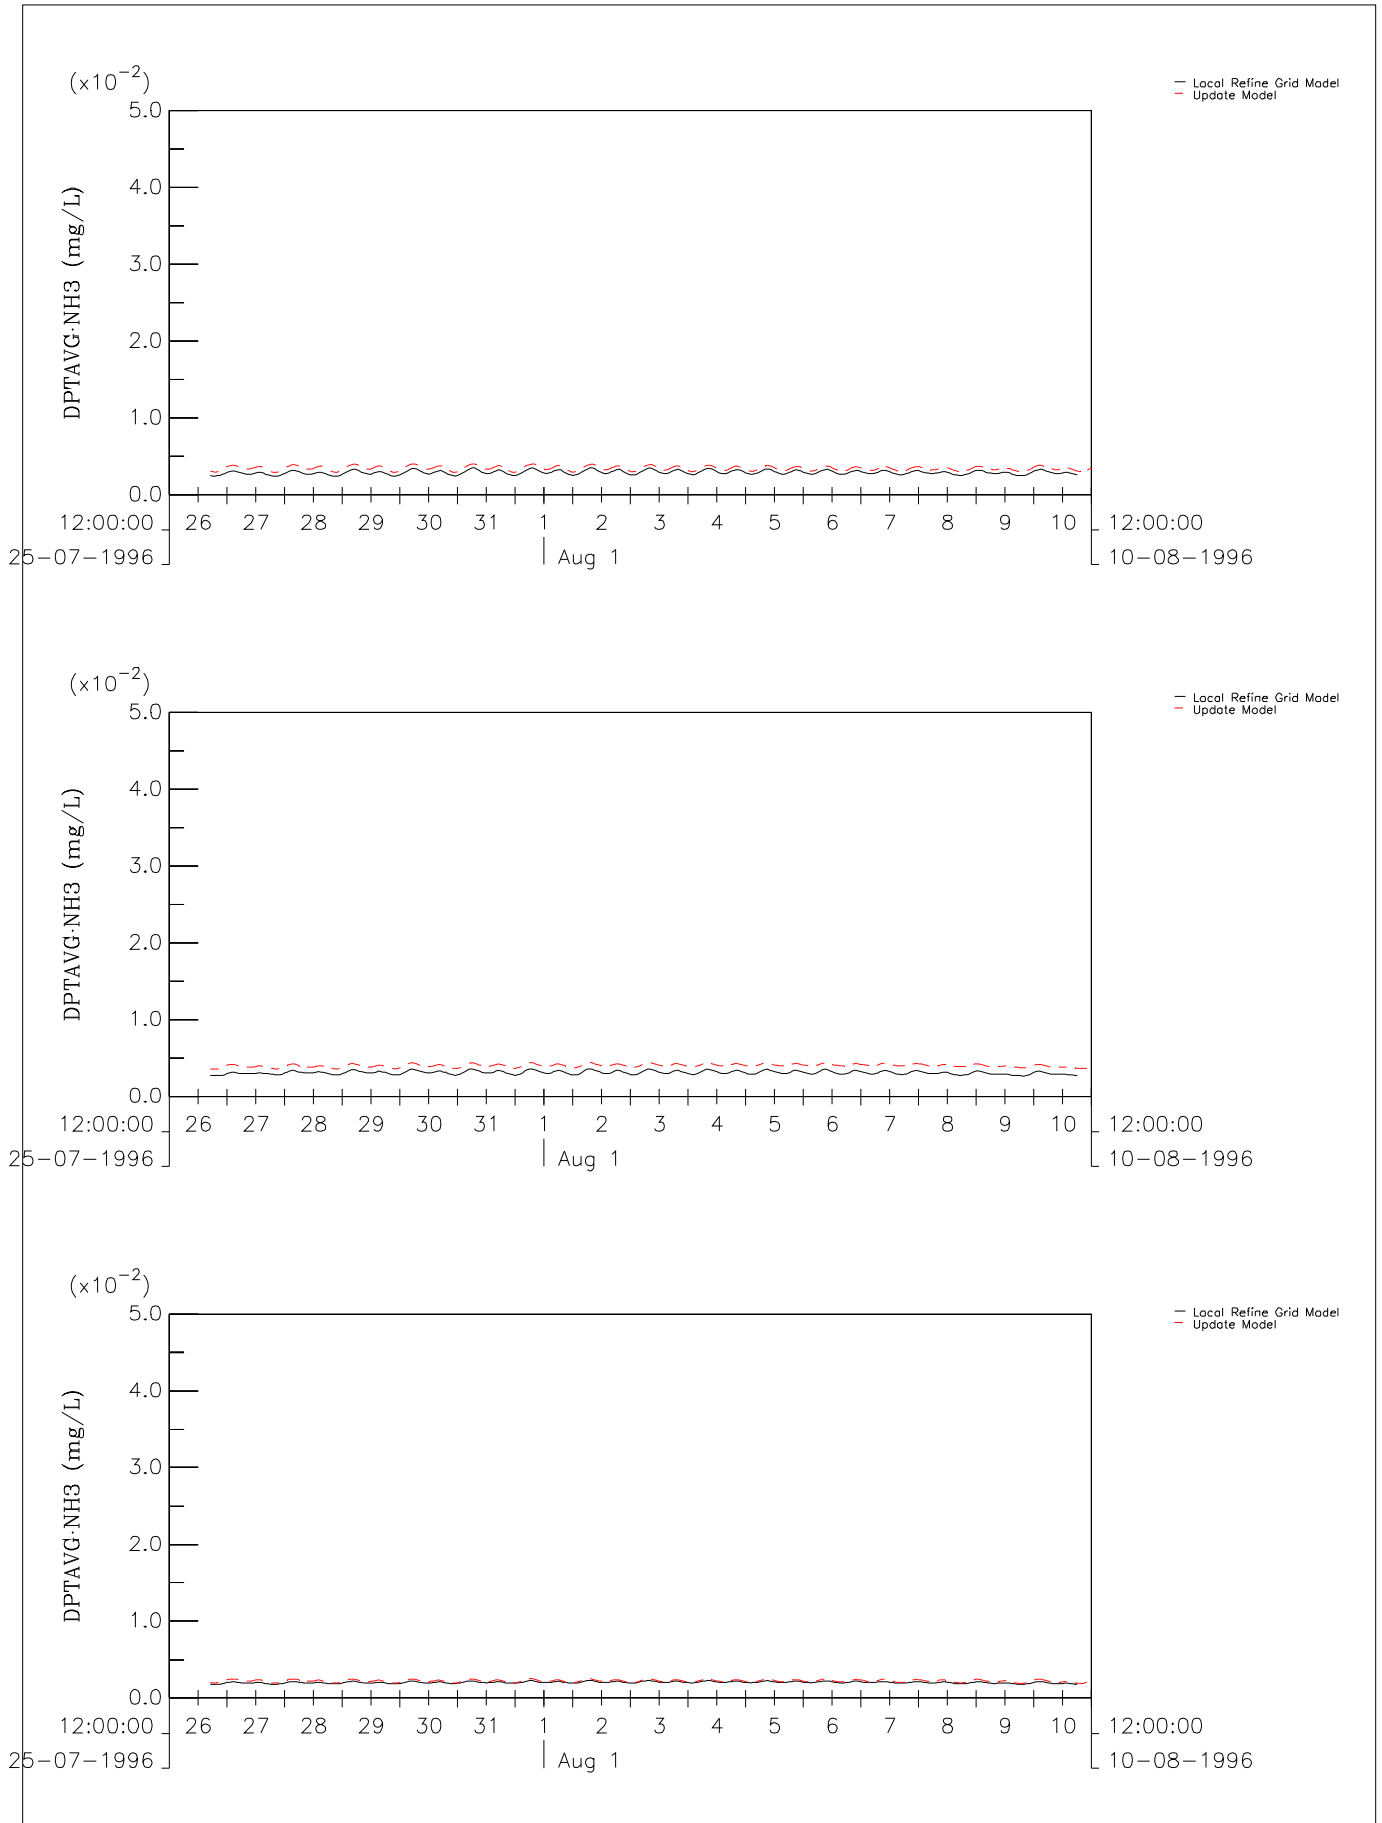 (x10⁻²)
— Local Refine Grid Model
— Update Model
5.0
4.0
3.0
2.0
1.0
0.0
DPTAVG·NH3 (mg/L)
26 27 28 29 30 31 1 2 3 4 5 6 7 8 9 10
12:00:00 12:00:00
25-07-1996 Aug 1 10-08-1996
(x10⁻²)
— Local Refine Grid Model
— Update Model
5.0
4.0
3.0
2.0
1.0
0.0
DPTAVG·NH3 (mg/L)
26 27 28 29 30 31 1 2 3 4 5 6 7 8 9 10
12:00:00 12:00:00
25-07-1996 Aug 1 10-08-1996
(x10⁻²)
— Local Refine Grid Model
— Update Model
5.0
4.0
3.0
2.0
1.0
0.0
DPTAVG·NH3 (mg/L)
26 27 28 29 30 31 1 2 3 4 5 6 7 8 9 10
12:00:00 12:00:00
25-07-1996 Aug 1 10-08-1996